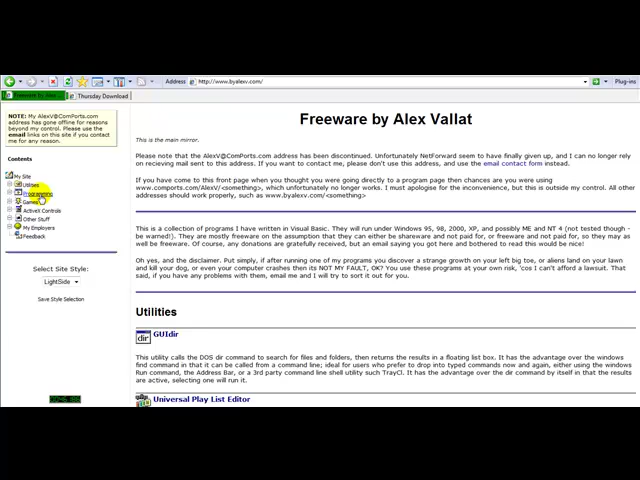 Address http://www.byalexv.com/
Plug-ins
Freeware by Alex
Thursday Download
NOTE: My AlexV@ComPorts.com
address has gone offline for reasons
beyond my control. Please use the
email links on this site if you contact
me for any reason.
Contents
My Site
Utilities
Programming
Games
ActiveX Controls
Other Stuff
My Employers
Feedback
Select Site Style:
LightSide
Save Style Selection
Freeware by Alex Vallat
This is the main mirror.
Please note that the AlexV@ComPorts.com address has been discontinued. Unfortunately NetForward seem to have finally given up, and I can no longer
rely on recieving mail sent to this address. If you want to contact me, please don't use this address, and use the email contact form instead.
If you have come to this front page when you thought you were going directly to a program page then chances are you were using
www.comports.com/AlexV/<something>, which unfortunately no longer works. I must apologise for the inconvenience, but this is outside my control. All other
addresses should work properly, such as www.byalexv.com/<something>
This is a collection of programs I have written in Visual Basic. They will run under Windows 95, 98, 2000, XP, and possibly ME and NT 4 (not tested though -
be warned!). They are mostly freeware on the assumption that they can either be shareware and not paid for, or freeware and not paid for, so they may as
well be freeware. Of course, any donations are gratefully received, but an email saying you got here and bothered to read this would be nice!
Oh yes, and the disclaimer. Put simply, if after running one of my programs you discover a strange growth on your left big toe, or aliens land on your lawn
and kill your dog, or even your computer crashes then its NOT MY FAULT, OK? You use these programs at your own risk, 'cos I can't afford a lawsuit. That
said, if you have any problems with them, email me and I will try to sort it out if I can.
Utilities
GUIdir
This utility calls the DOS dir command to search for files and folders, then returns the results in a floating list box. It has the advantage over the windows
find command in that it can be called from a command line; ideal for users who prefer to drop into typed commands now and again, either using the windows
Run command, the Address Bar, or a 3rd party command line shell utility such TrayCl. It has the advantage over the dir command by itself in that the results
are active, selecting one will run it.
Universal Play List Editor